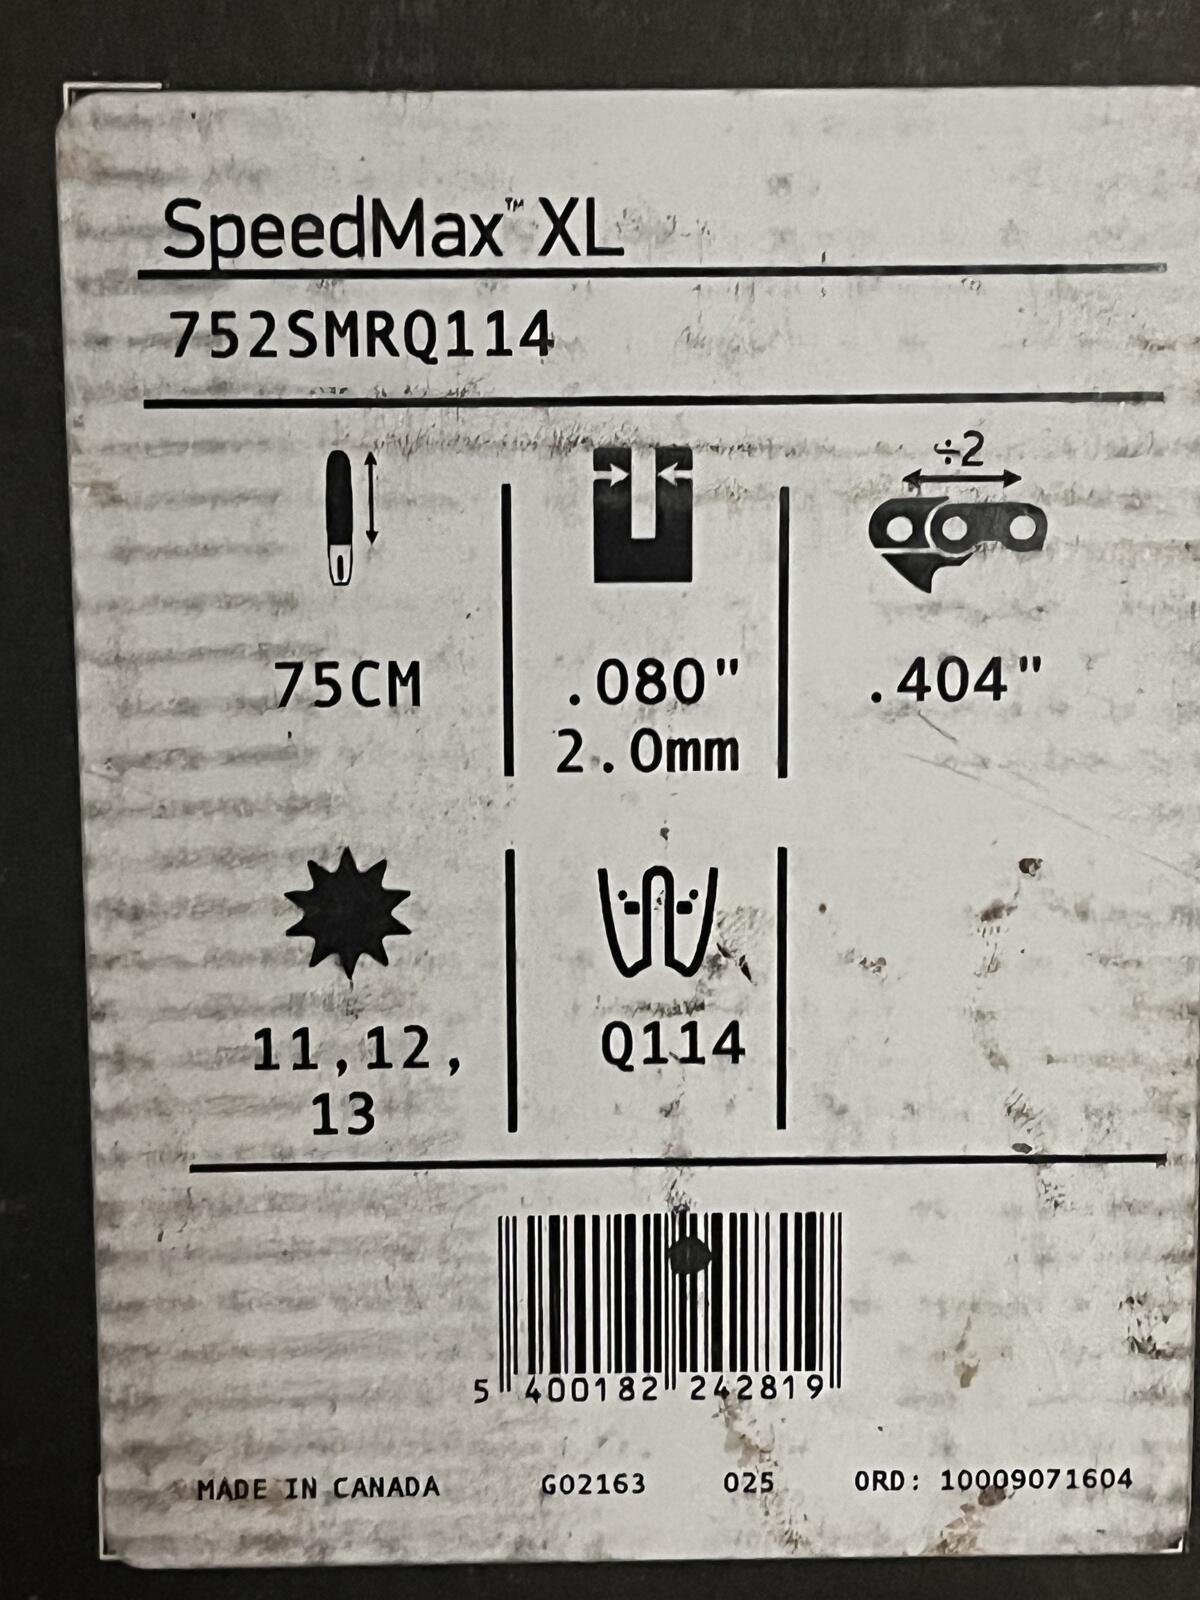 SpeedMax™ XL
752SMRQ114
÷2
75CM
.080"
2.0mm
.404"
11,12,
13
Q114
5 400182 242819
MADE IN CANADA G02163 025 ORD: 10009071604